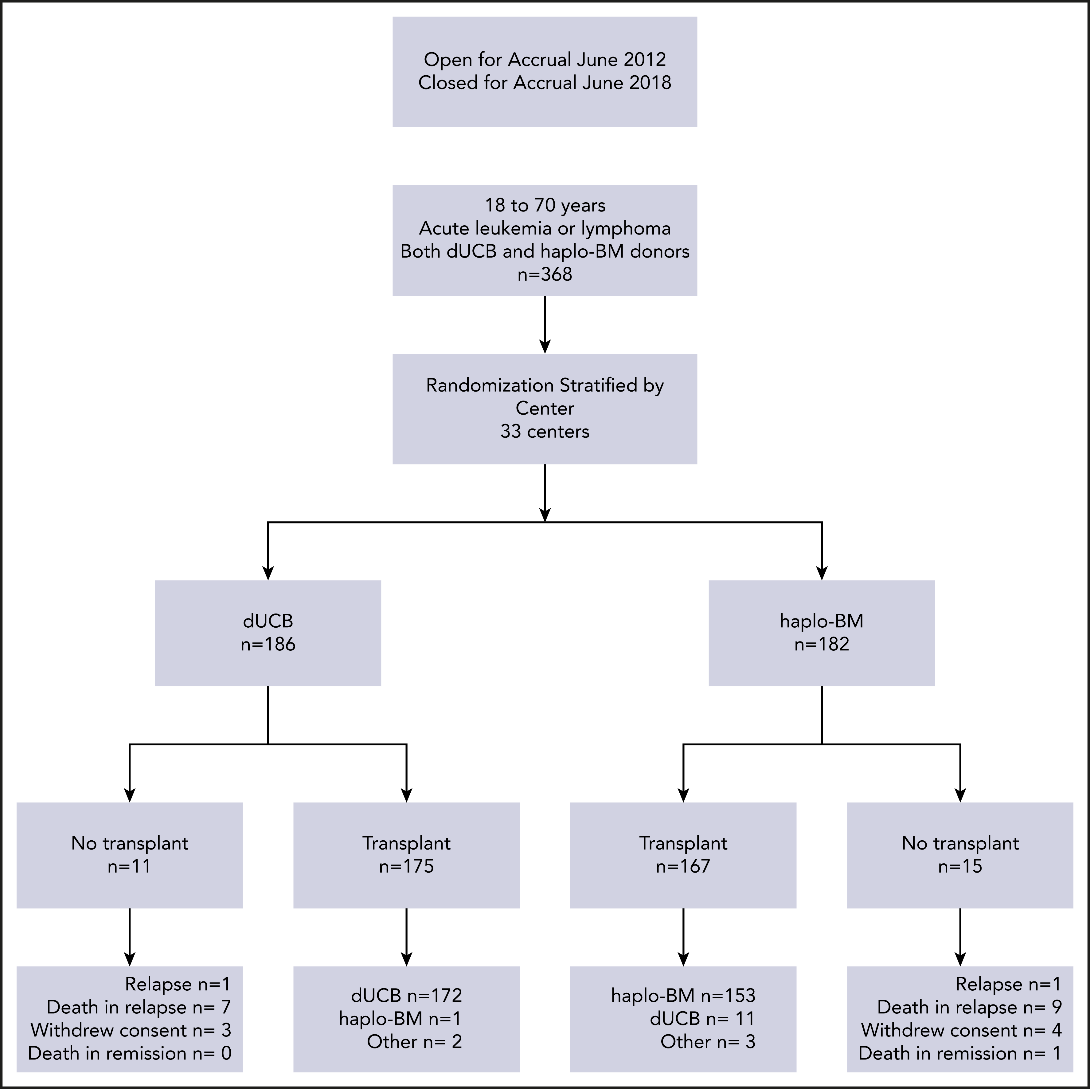 Open for Accrual June 2012
Closed for Accrual June 2018
18 to 70 years
Acute leukemia or lymphoma
Both dUCB and haplo-BM donors
n=368
Randomization Stratified by
Center
33 centers
dUCB
n=186
haplo-BM
n=182
No transplant
n=11
Transplant
n=175
Transplant
n=167
No transplant
n=15
Relapse n=1
Death in relapse n= 7
Withdrew consent n= 3
Death in remission n= 0
dUCB n=172
haplo-BM n=1
Other n= 2
haplo-BM n=153
dUCB n= 11
Other n= 3
Relapse n=1
Death in relapse n= 9
Withdrew consent n= 4
Death in remission n= 1